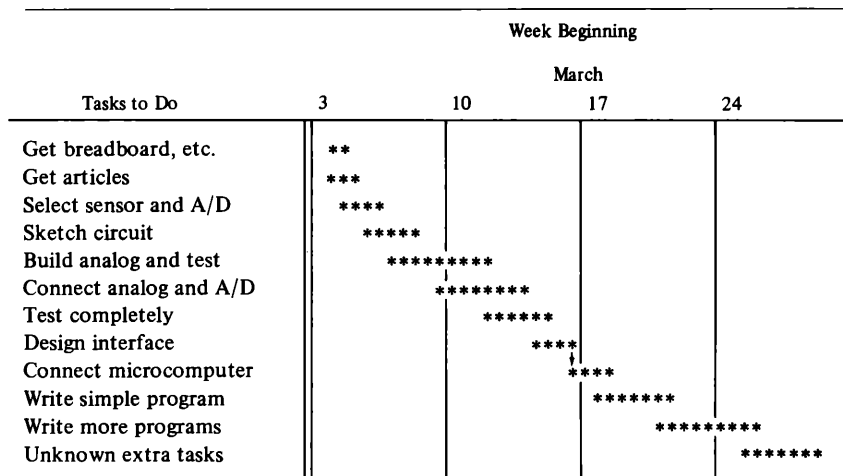 Week Beginning
March
Tasks to Do 3 10 17 24
Get breadboard, etc. **
Get articles ***
Select sensor and A/D ****
Sketch circuit *****
Build analog and test *********
Connect analog and A/D ********
Test completely ******
Design interface ****
Connect microcomputer ****
Write simple program *******
Write more programs *********
Unknown extra tasks *******